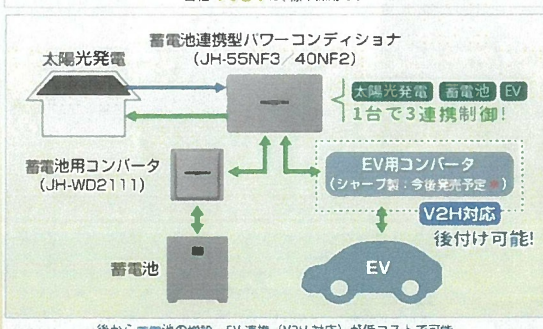 蓄電池連携型パワーコンディショナ
(JH-55NF3/40NF2)
太陽光発電
太陽光発電 蓄電池 EV
1台で3連携制御!
蓄電池用コンバータ
(JH-WD2111)
EV用コンバータ
(シャープ製:今後発売予定※)
V2H対応
後付け可能!
蓄電池
EV